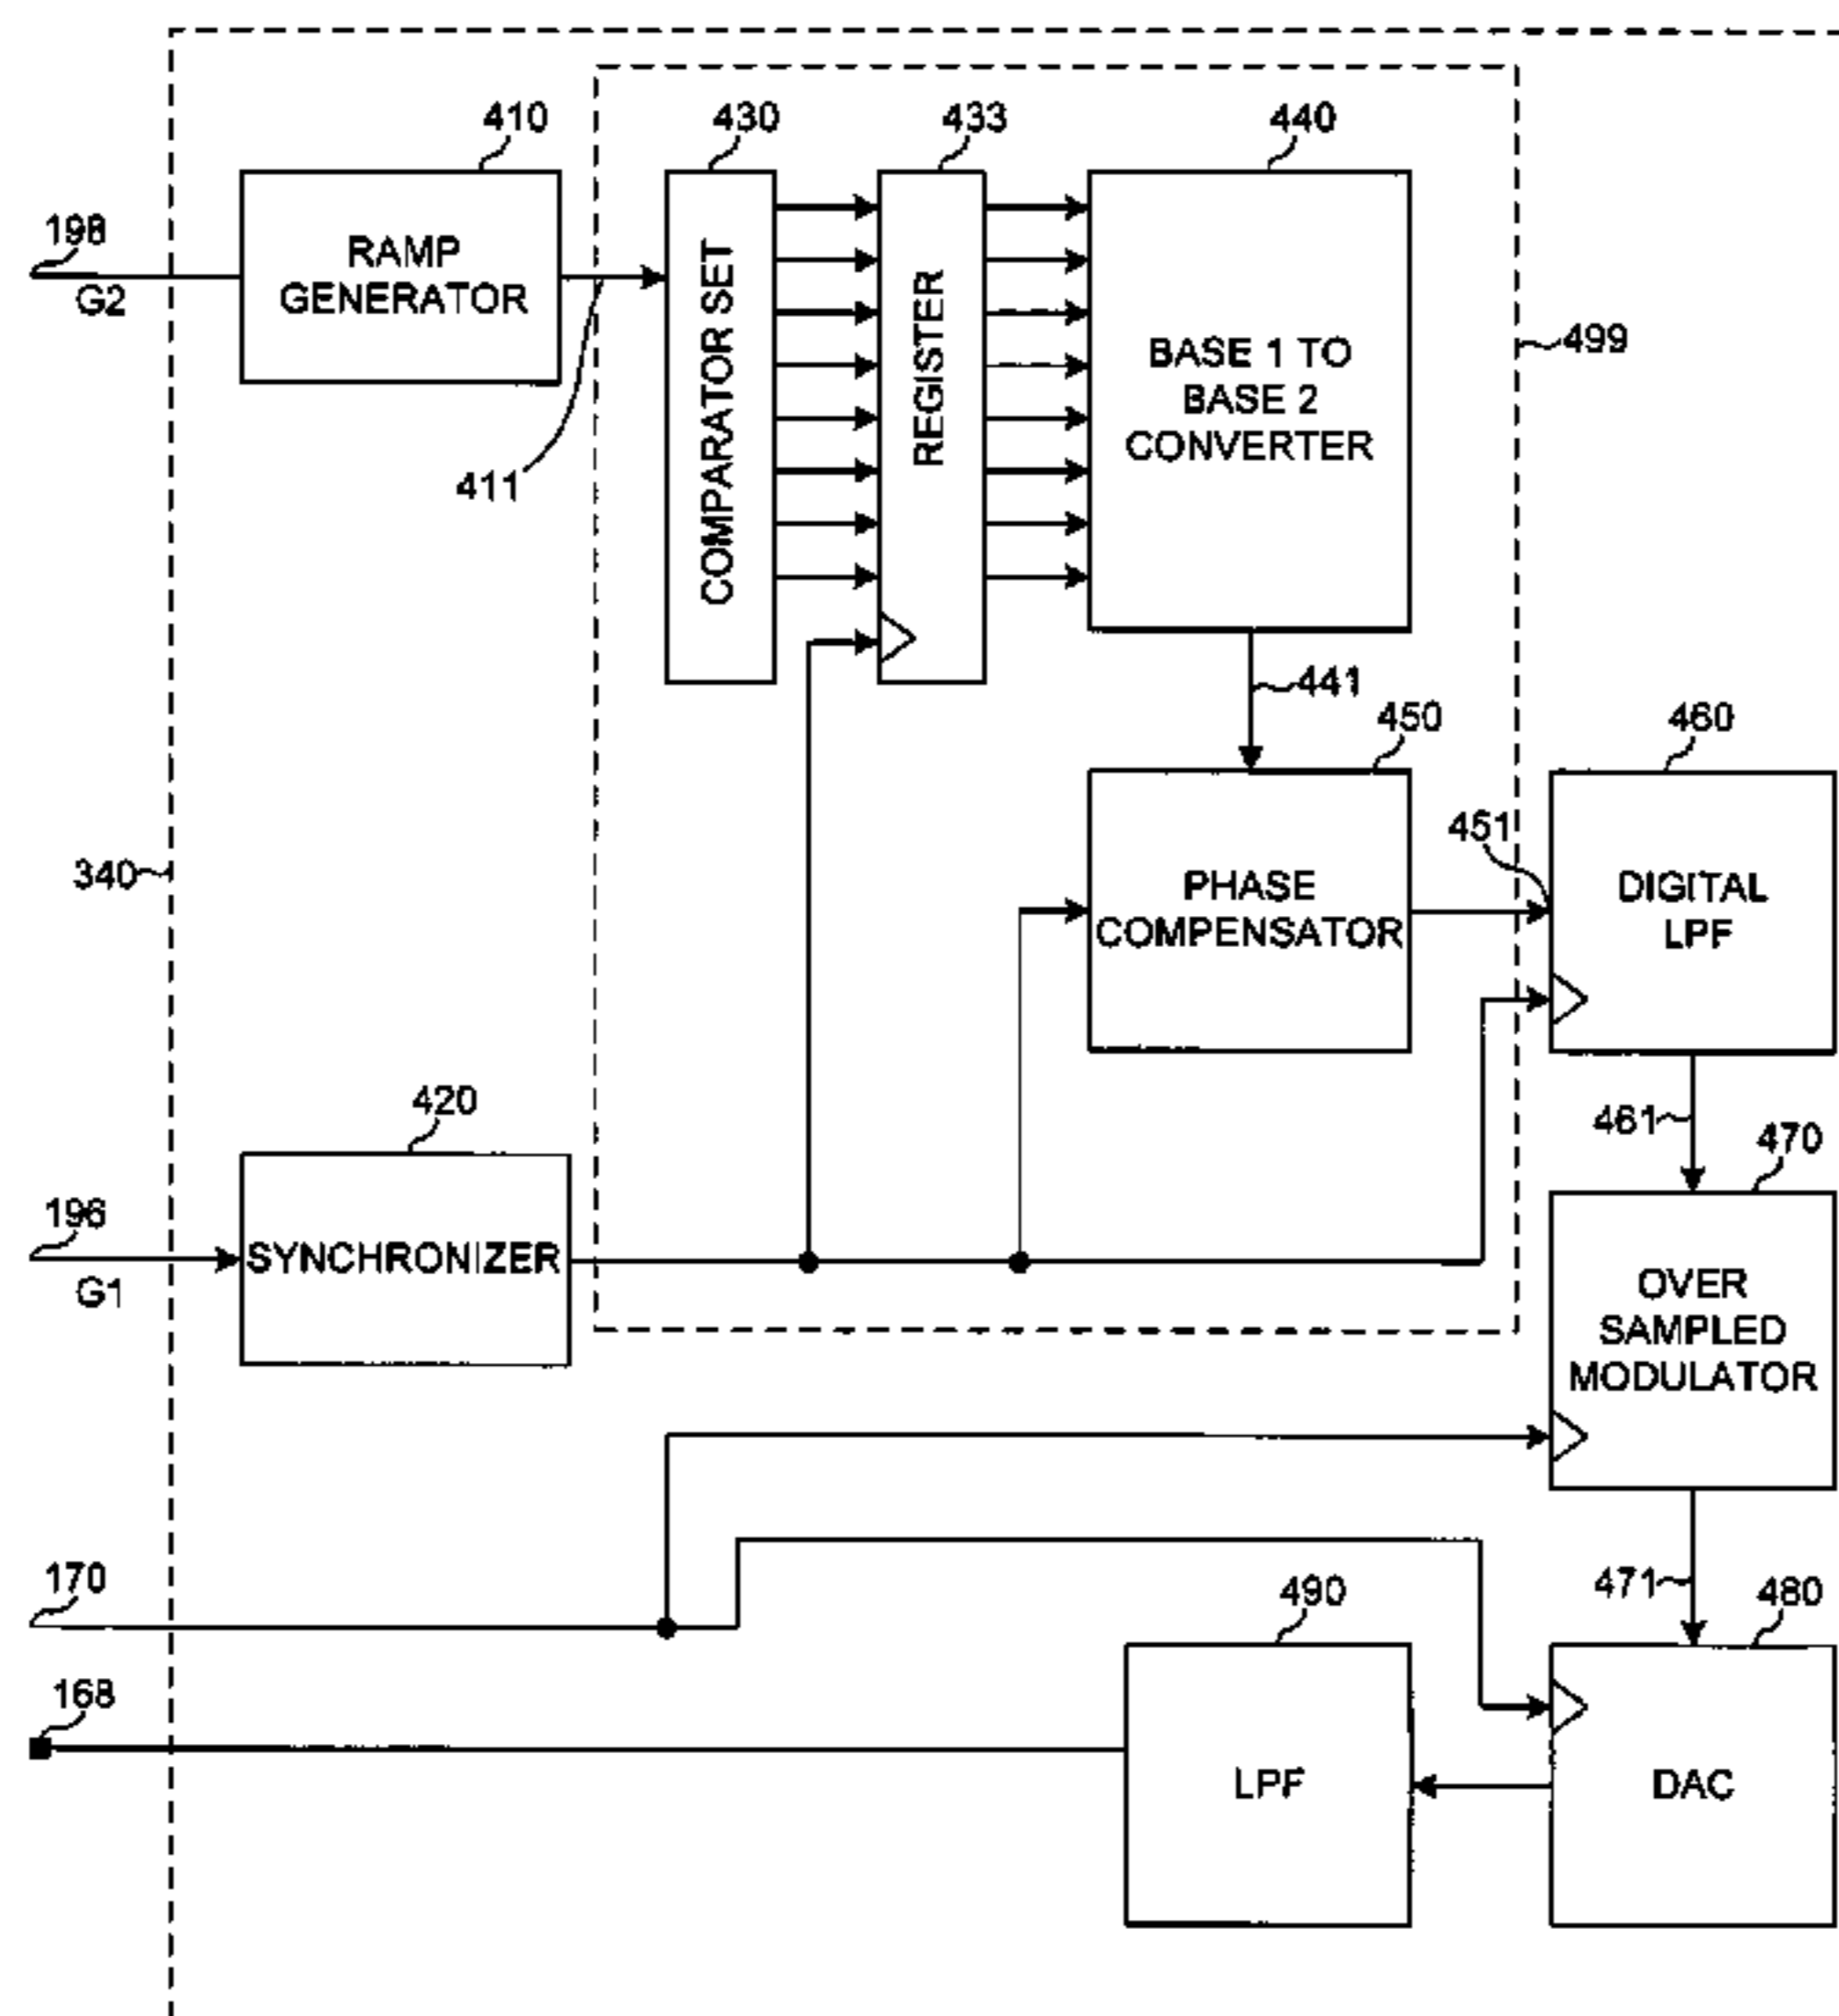 410
430
433
440
198
G2
RAMP
GENERATOR
411
COMPARATOR SET
REGISTER
BASE 1 TO
BASE 2
CONVERTER
499
441
450
460
340
451
PHASE
COMPENSATOR
DIGITAL
LPF
420
461
470
196
G1
SYNCHRONIZER
OVER
SAMPLED
MODULATOR
170
490
471
480
168
LPF
DAC